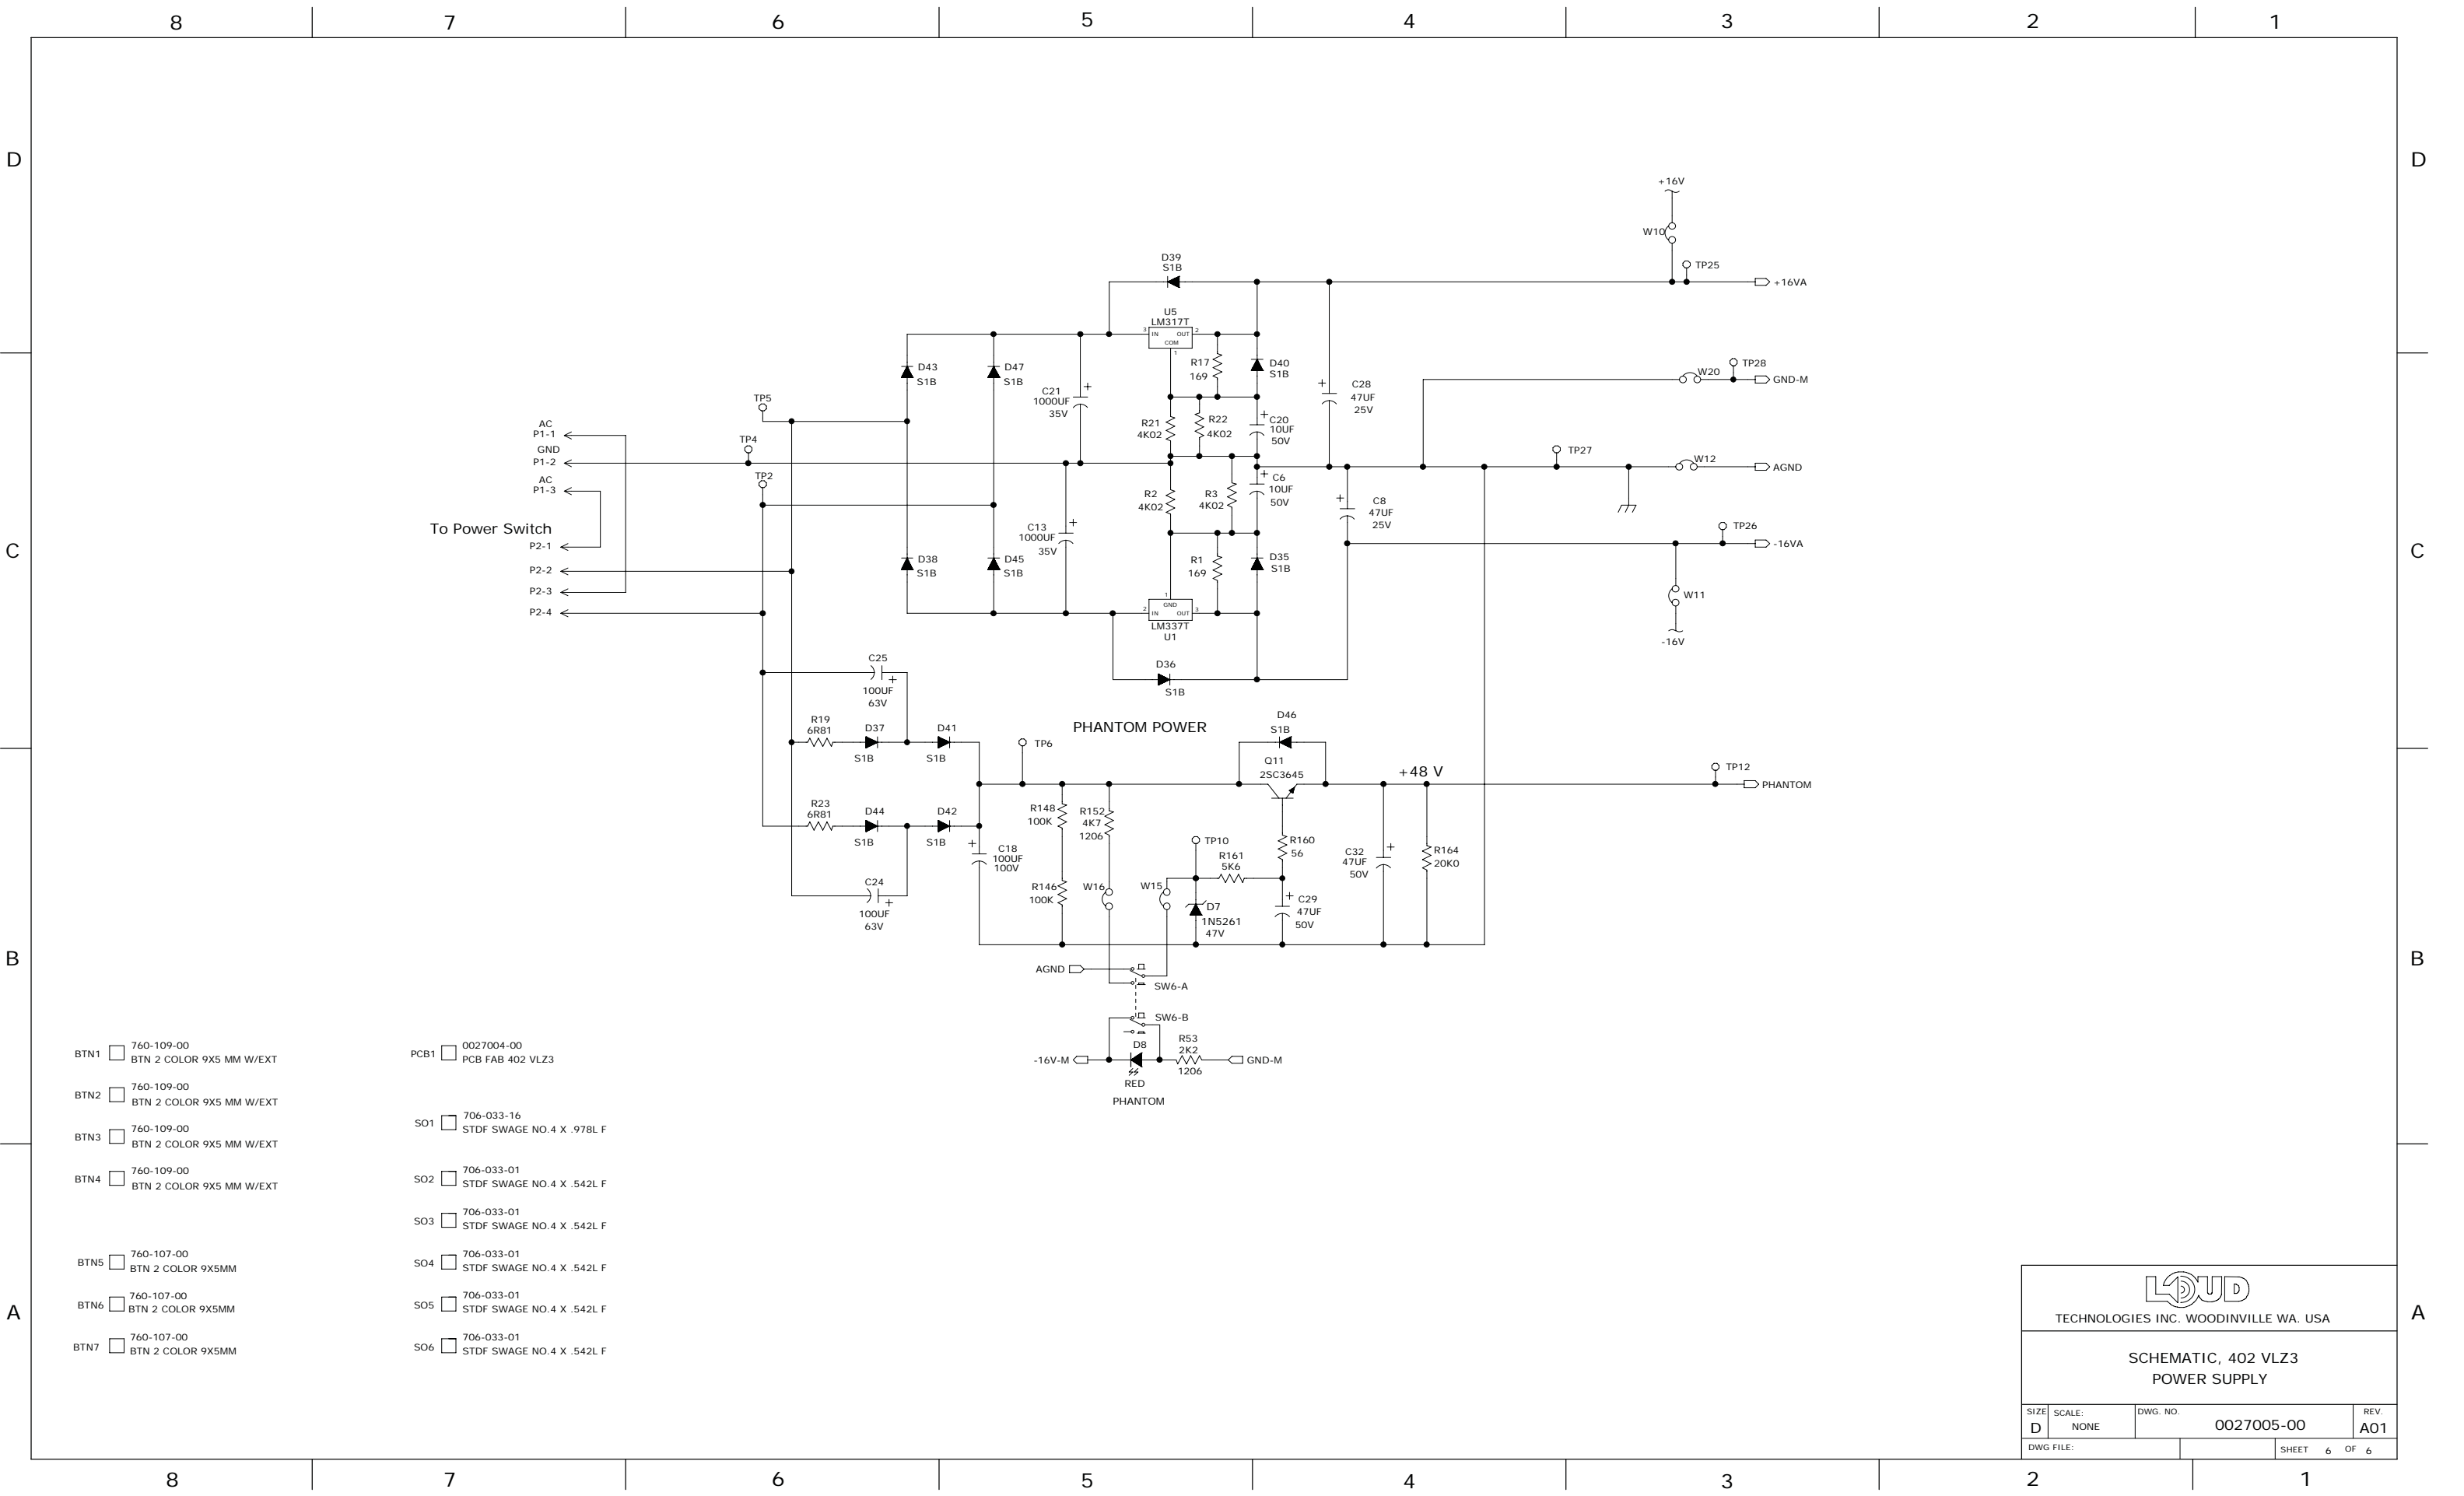 8 7 6 5 4 3 2 1
D D
C C
B B
A A
+16V
W10
TP25
+16VA
D39
S1B
U5
LM317T
3 IN OUT 2
COM
1
D43
S1B
D47
S1B
C21
1000UF
35V
+
R17
169
D40
S1B
+
C28
47UF
25V
TP28
W20
GND-M
TP5
R21
4K02
R22
4K02
+
C20
10UF
50V
AC
P1-1
GND
P1-2
AC
P1-3
TP4
TP2
TP27
W12
AGND
R2
4K02
R3
4K02
+
C6
10UF
50V
+
C8
47UF
25V
To Power Switch
P2-1
P2-2
P2-3
P2-4
C13
1000UF
35V
+
TP26
-16VA
D38
S1B
D45
S1B
R1
169
D35
S1B
W11
-16V
1
GND
2 IN OUT 3
LM337T
U1
D36
S1B
C25
+
100UF
63V
R19
6R81
D37
S1B
D41
S1B
TP6
PHANTOM POWER
D46
S1B
Q11
2SC3645
+48 V
TP12
PHANTOM
R23
6R81
D44
S1B
D42
S1B
R148
100K
R152
4K7
1206
+
C18
100UF
100V
TP10
R161
5K6
R160
56
C32
47UF
50V
+
R164
20K0
C24
+
100UF
63V
R146
100K
W16
W15
D7
1N5261
47V
+
C29
47UF
50V
AGND
SW6-A
SW6-B
-16V-M
D8
RED
R53
2K2
1206
GND-M
PHANTOM
BTN1 760-109-00
BTN 2 COLOR 9X5 MM W/EXT
BTN2 760-109-00
BTN 2 COLOR 9X5 MM W/EXT
BTN3 760-109-00
BTN 2 COLOR 9X5 MM W/EXT
BTN4 760-109-00
BTN 2 COLOR 9X5 MM W/EXT
BTN5 760-107-00
BTN 2 COLOR 9X5MM
BTN6 760-107-00
BTN 2 COLOR 9X5MM
BTN7 760-107-00
BTN 2 COLOR 9X5MM
PCB1 0027004-00
PCB FAB 402 VLZ3
SO1 706-033-16
STDF SWAGE NO.4 X .978L F
SO2 706-033-01
STDF SWAGE NO.4 X .542L F
SO3 706-033-01
STDF SWAGE NO.4 X .542L F
SO4 706-033-01
STDF SWAGE NO.4 X .542L F
SO5 706-033-01
STDF SWAGE NO.4 X .542L F
SO6 706-033-01
STDF SWAGE NO.4 X .542L F
LOUD
TECHNOLOGIES INC. WOODINVILLE WA. USA
SCHEMATIC, 402 VLZ3
POWER SUPPLY
SIZE D
SCALE: NONE
DWG. NO. 0027005-00
REV. A01
DWG FILE:
SHEET 6 OF 6
8 7 6 5 4 3 2 1